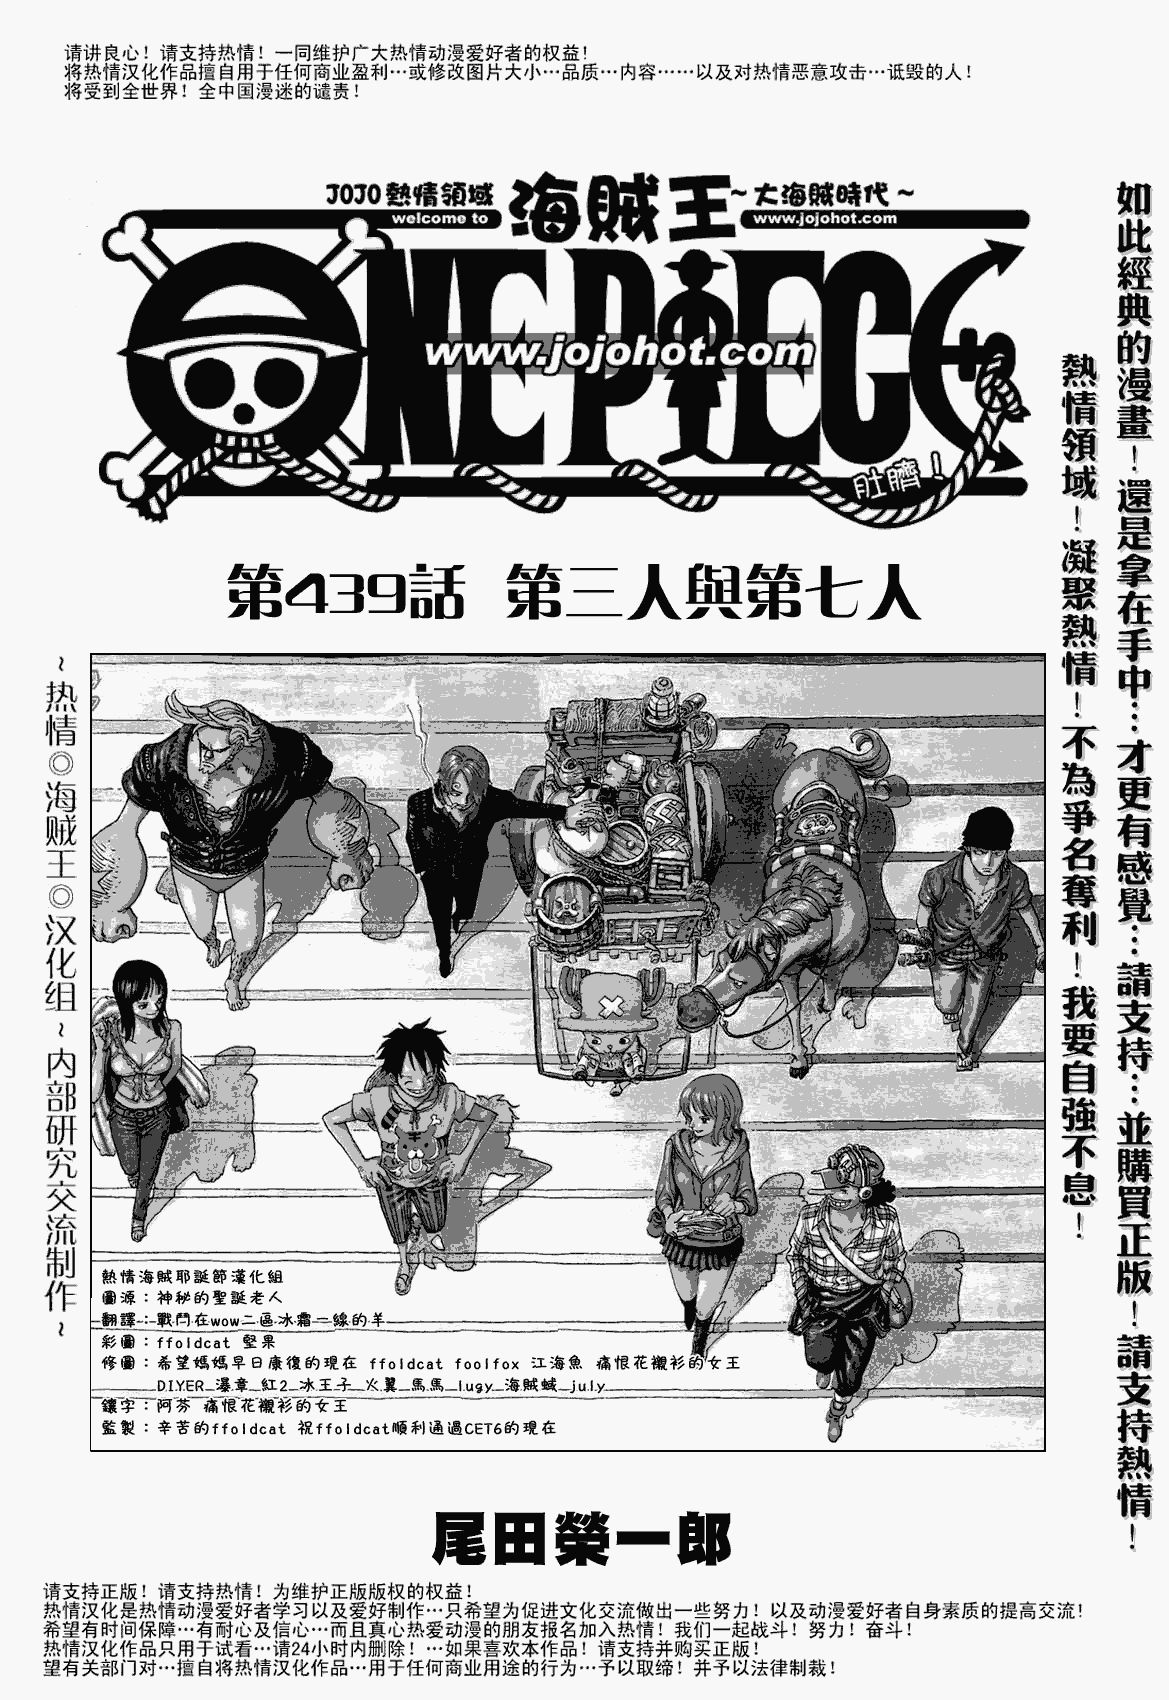 请讲良心！请支持热情！一同维护广大热情动漫爱好者的权益！
将热情汉化作品擅自用于任何商业盈利…或修改图片大小…品质…内容……以及对热情恶意攻击…诋毁的人！
将受到全世界！全中国漫迷的谴责！
JOJO熱情領域 海賊王 ~大海賊時代~
welcome to www.jojohot.com
ONE PIECE
www.jojohot.com
肚臍！
第439話 第三人與第七人
如此經典的漫畫！還是拿在手中…才更有感覺…請支持…並購買正版！請支持熱情！
熱情領域！凝聚熱情！不為爭名奪利！我要自強不息！
~热情◎海贼王◎汉化组~内部研究交流制作~
熱情海賊耶誕節漢化組
圖源：神秘的聖誕老人
翻譯：戰鬥在wow二區冰霜一線的羊
彩圖：ffoldcat 堅果
修圖：希望媽媽早日康復的現在 ffoldcat foolfox 江海魚 痛恨花襯衫的女王
DIYER 瀑章 紅2 冰王子 火翼 馬馬 lugy 海賊蛾 july
鑲字：阿芬 痛恨花襯衫的女王
監製：辛苦的ffoldcat 祝ffoldcat順利通過CET6的現在
尾田榮一郎
请支持正版！请支持热情！为维护正版版权的权益！
热情汉化是热情动漫爱好者学习以及爱好制作…只希望为促进文化交流做出一些努力！以及动漫爱好者自身素质的提高交流！
希望有时间保障…有耐心及信心…而且真心热爱动漫的朋友报名加入热情！我们一起战斗！努力！奋斗！
热情汉化作品只用于试看…请24小时内删除！…如果喜欢本作品！请支持并购买正版！
望有关部门对…擅自将热情汉化作品…用于任何商业用途的行为…予以取缔！并予以法律制裁！